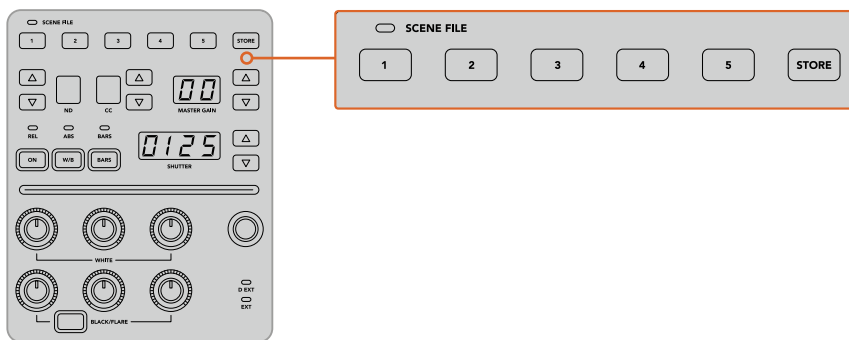 SCENE FILE
1 2 3 4 5 STORE
ND CC MASTER GAIN
00
REL ABS BARS
ON W/B BARS
0125
SHUTTER
WHITE
D EXT
EXT
BLACK/FLARE
SCENE FILE
1 2 3 4 5 STORE